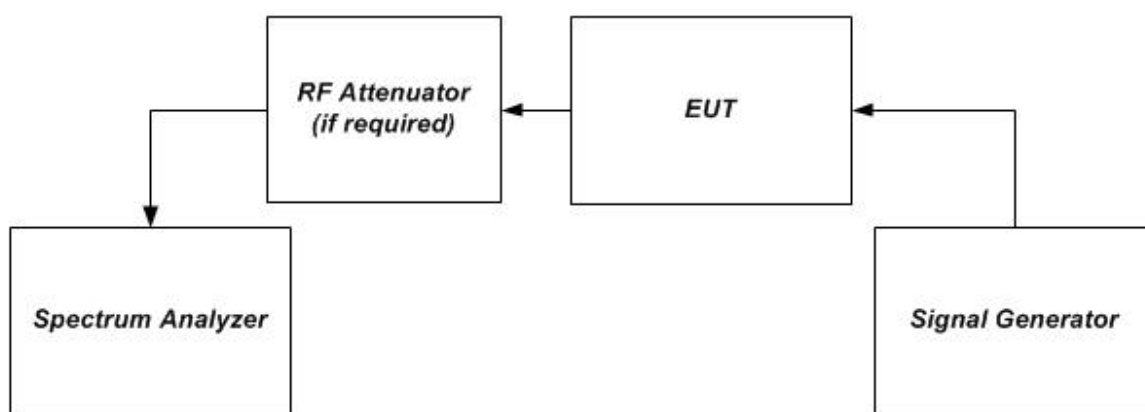 RF Attenuator
(if required)
EUT
Spectrum Analyzer
Signal Generator